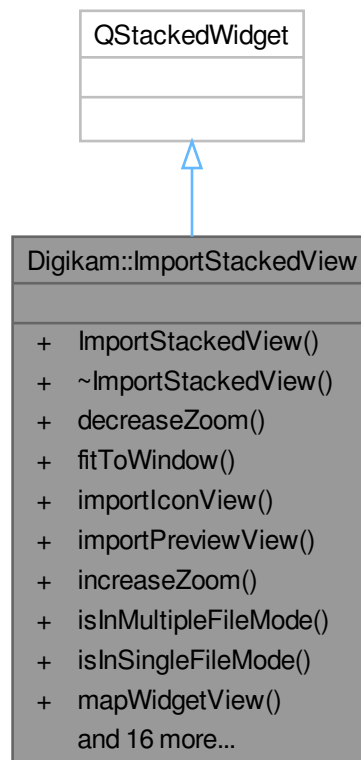 QStackedWidget
Digikam::ImportStackedView
+ ImportStackedView()
+ ~ImportStackedView()
+ decreaseZoom()
+ fitToWindow()
+ importIconView()
+ importPreviewView()
+ increaseZoom()
+ isInMultipleFileMode()
+ isInSingleFileMode()
+ mapWidgetView()
and 16 more...